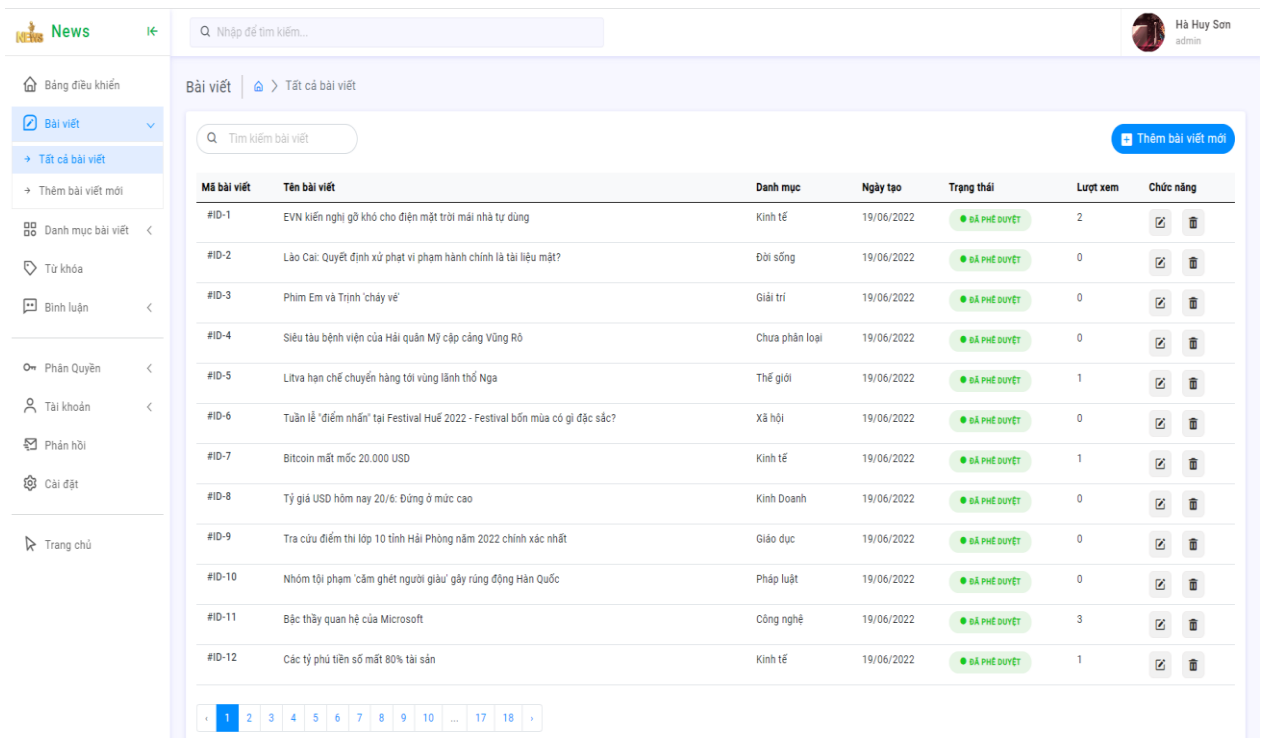 NEWS News Nhập để tìm kiếm... Hà Huy Sơn
admin
Bảng điều khiển
Bài viết
Tất cả bài viết
Thêm bài viết mới
Danh mục bài viết
Từ khóa
Bình luận
Phân Quyền
Tài khoản
Phản hồi
Cài đặt
Trang chủ
Bài viết Tất cả bài viết
Tìm kiếm bài viết Thêm bài viết mới
Mã bài viết Tên bài viết Danh mục Ngày tạo Trạng thái Lượt xem Chức năng
#ID-1 EVN kiến nghị gỡ khó cho điện mặt trời mái nhà tự dùng Kinh tế 19/06/2022 ĐÃ PHÊ DUYỆT 2
#ID-2 Lào Cai: Quyết định xử phạt vi phạm hành chính là tài liệu mật? Đời sống 19/06/2022 ĐÃ PHÊ DUYỆT 0
#ID-3 Phim Em và Trịnh 'cháy vé' Giải trí 19/06/2022 ĐÃ PHÊ DUYỆT 0
#ID-4 Siêu tàu bệnh viện của Hải quân Mỹ cập cảng Vũng Rô Chưa phân loại 19/06/2022 ĐÃ PHÊ DUYỆT 0
#ID-5 Litva hạn chế chuyển hàng tới vùng lãnh thổ Nga Thế giới 19/06/2022 ĐÃ PHÊ DUYỆT 1
#ID-6 Tuần lễ "điểm nhấn" tại Festival Huế 2022 - Festival bốn mùa có gì đặc sắc? Xã hội 19/06/2022 ĐÃ PHÊ DUYỆT 0
#ID-7 Bitcoin mất mốc 20.000 USD Kinh tế 19/06/2022 ĐÃ PHÊ DUYỆT 1
#ID-8 Tỷ giá USD hôm nay 20/6: Đứng ở mức cao Kinh Doanh 19/06/2022 ĐÃ PHÊ DUYỆT 0
#ID-9 Tra cứu điểm thi lớp 10 tỉnh Hải Phòng năm 2022 chính xác nhất Giáo dục 19/06/2022 ĐÃ PHÊ DUYỆT 0
#ID-10 Nhóm tội phạm 'căm ghét người giàu' gây rúng động Hàn Quốc Pháp luật 19/06/2022 ĐÃ PHÊ DUYỆT 0
#ID-11 Bậc thầy quan hệ của Microsoft Công nghệ 19/06/2022 ĐÃ PHÊ DUYỆT 3
#ID-12 Các tỷ phú tiền số mất 80% tài sản Kinh tế 19/06/2022 ĐÃ PHÊ DUYỆT 1
‹ 1 2 3 4 5 6 7 8 9 10 ... 17 18 ›